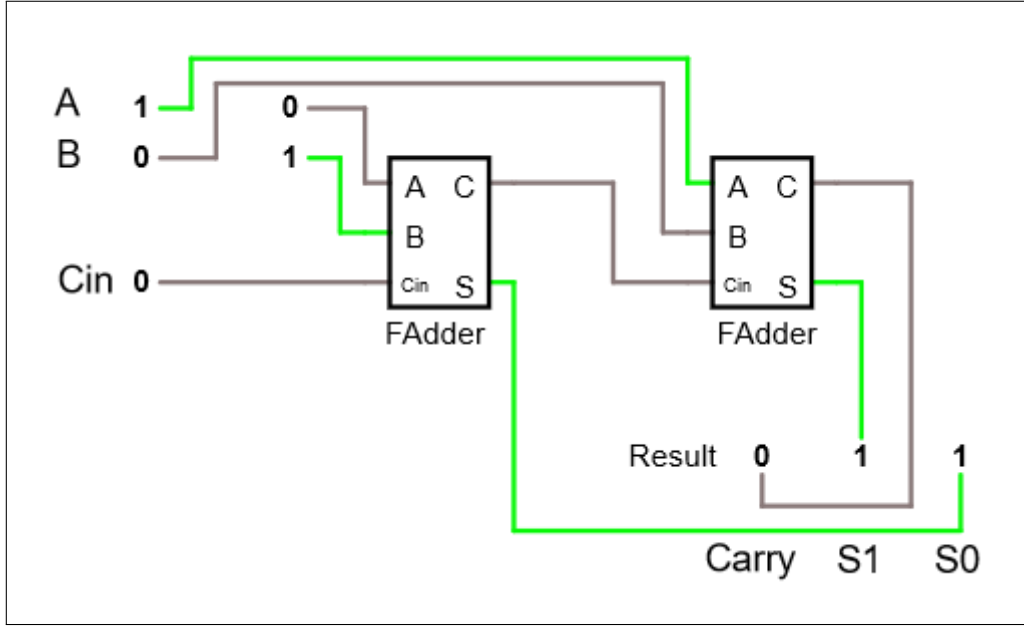 A 1 0
B 0 1
Cin 0
A C
B
Cin S
FAdder
A C
B
Cin S
FAdder
Result 0 1 1
Carry S1 S0